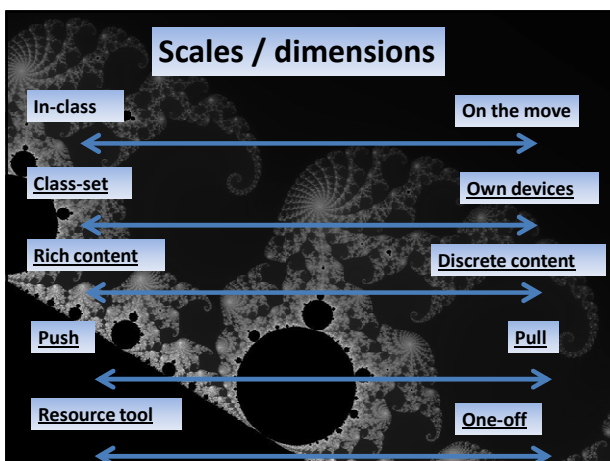 Scales / dimensions
In-class
On the move
Class-set
Own devices
Rich content
Discrete content
Push
Pull
Resource tool
One-off